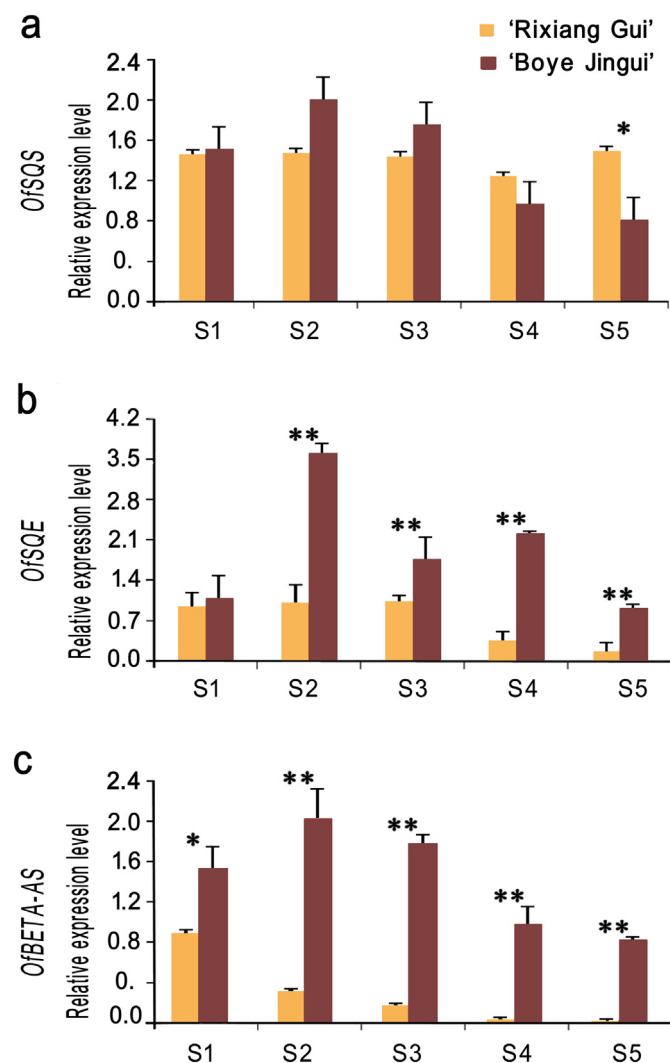 a
'Rixiang Gui'
'Boye Jingui'
OfSQS
Relative expression level
2.4
2.0
1.6
1.2
0.8
0.
0.0
*
S1 S2 S3 S4 S5
b
OfSQE
Relative expression level
4.2
3.5
2.8
2.1
1.4
0.7
0.0
** ** ** **
S1 S2 S3 S4 S5
c
OfBETA-AS
Relative expression level
2.4
2.0
1.6
1.2
0.8
0.
0.0
* ** ** ** **
S1 S2 S3 S4 S5